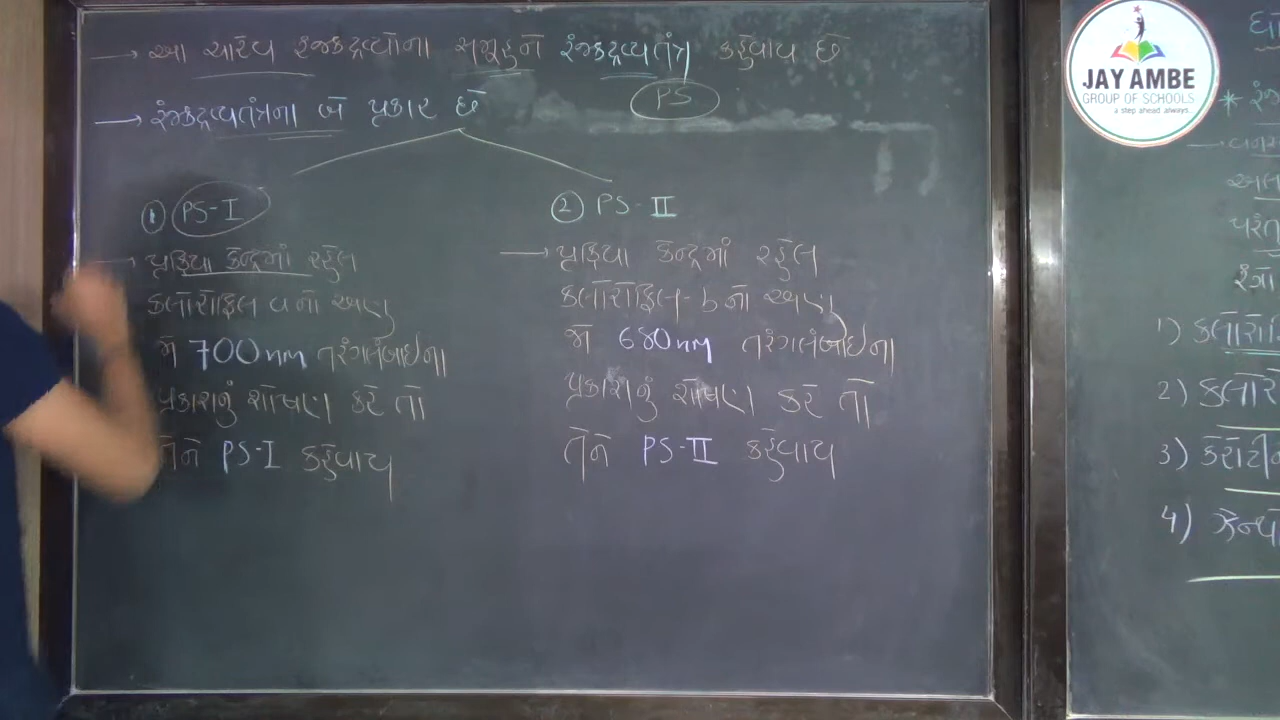 → આ ચારેય રંજકદ્રવ્યોના સમૂહને રંજકદ્રવ્યતંત્ર કહેવાય છે
PS
→ રંજકદ્રવ્યતંત્રના બે પ્રકાર છે
① PS-I
→ પ્રક્રિયા કેન્દ્રમાં રહેલ
ક્લોરોફિલ a નો અણુ
જે 700nm તરંગલંબાઈના
પ્રકાશનું શોષણ કરે તો
તેને PS-I કહેવાય
② PS-II
→ પ્રક્રિયા કેન્દ્રમાં રહેલ
ક્લોરોફિલ-b નો અણુ
જે 680nm તરંગલંબાઈના
પ્રકાશનું શોષણ કરે તો
તેને PS-II કહેવાય
JAY AMBE
GROUP OF SCHOOLS
a step ahead always...
*
→
1)
2)
3)
4)